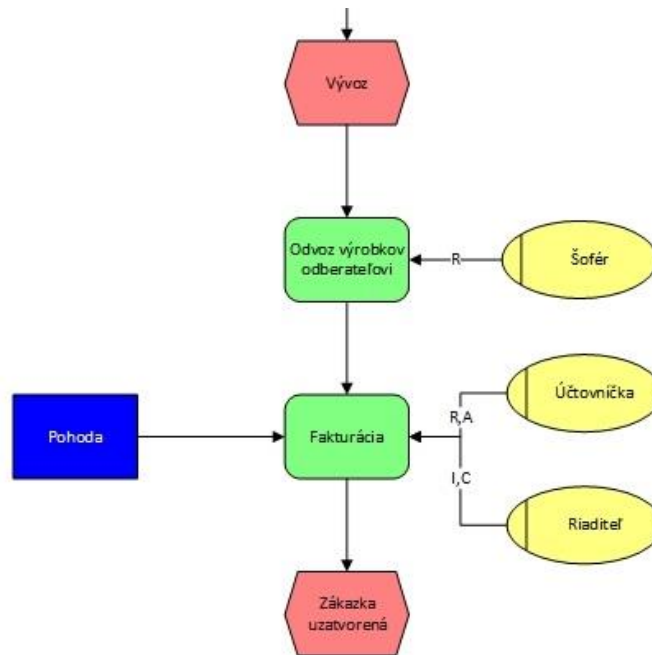 Vývoz
Odvoz výrobkov
odberateľovi
R
Šofér
Účtovníčka
R,A
Pohoda
Fakturácia
I,C
Riaditeľ
Zákazka
uzatvorená